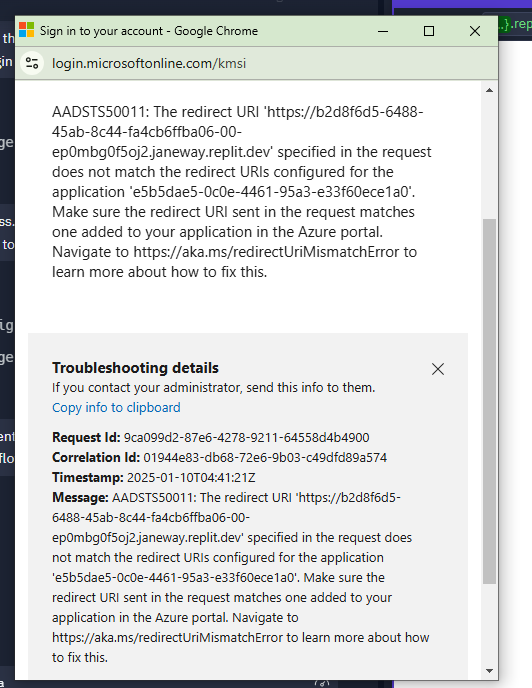 Sign in to your account - Google Chrome
login.microsoftonline.com/kmsi
AADSTS50011: The redirect URI 'https://b2d8f6d5-6488-
45ab-8c44-fa4cb6ffba06-00-
ep0mbg0f5oj2.janeway.replit.dev' specified in the request
does not match the redirect URIs configured for the
application 'e5b5dae5-0c0e-4461-95a3-e33f60ece1a0'.
Make sure the redirect URI sent in the request matches
one added to your application in the Azure portal.
Navigate to https://aka.ms/redirectUriMismatchError to
learn more about how to fix this.
Troubleshooting details
If you contact your administrator, send this info to them.
Copy info to clipboard
Request Id: 9ca099d2-87e6-4278-9211-64558d4b4900
Correlation Id: 01944e83-db68-72e6-9b03-c49dfd89a574
Timestamp: 2025-01-10T04:41:21Z
Message: AADSTS50011: The redirect URI 'https://b2d8f6d5-
6488-45ab-8c44-fa4cb6ffba06-00-
ep0mbg0f5oj2.janeway.replit.dev' specified in the request does
not match the redirect URIs configured for the application
'e5b5dae5-0c0e-4461-95a3-e33f60ece1a0'. Make sure the
redirect URI sent in the request matches one added to your
application in the Azure portal. Navigate to
https://aka.ms/redirectUriMismatchError to learn more about how
to fix this.